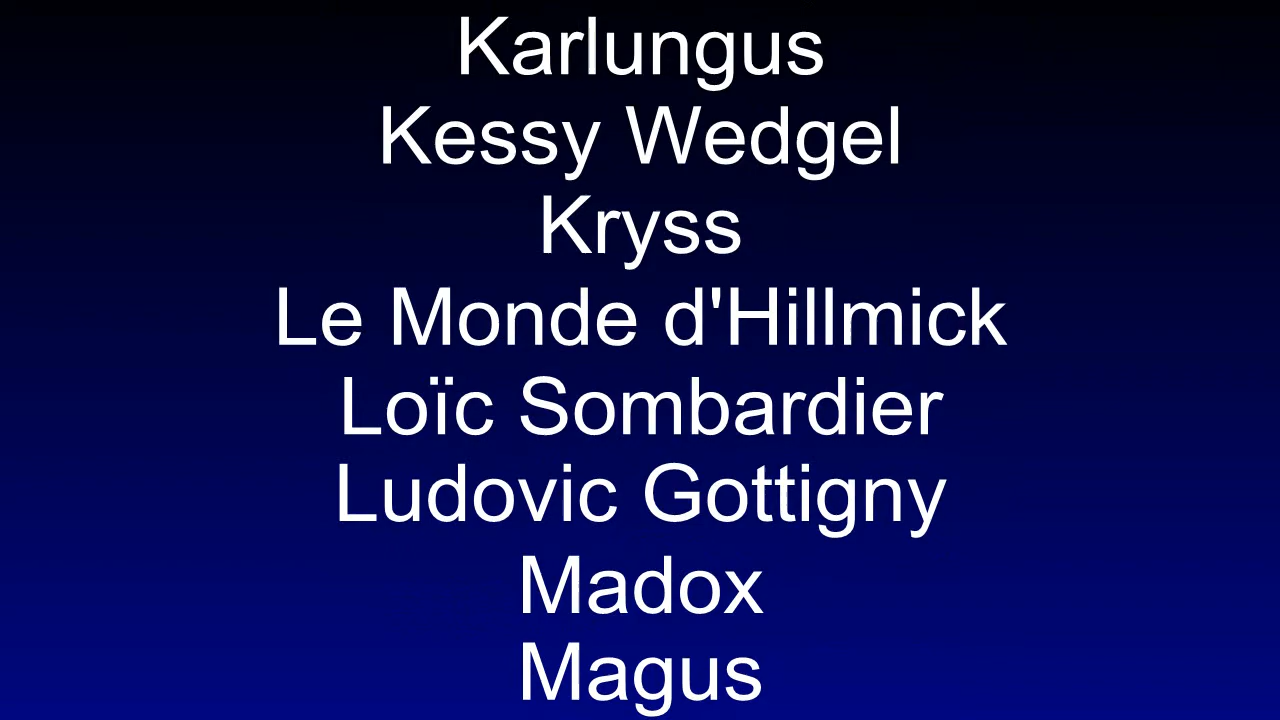 Karlungus
Kessy Wedgel
Kryss
Le Monde d'Hillmick
Loïc Sombardier
Ludovic Gottigny
Madox
Magus